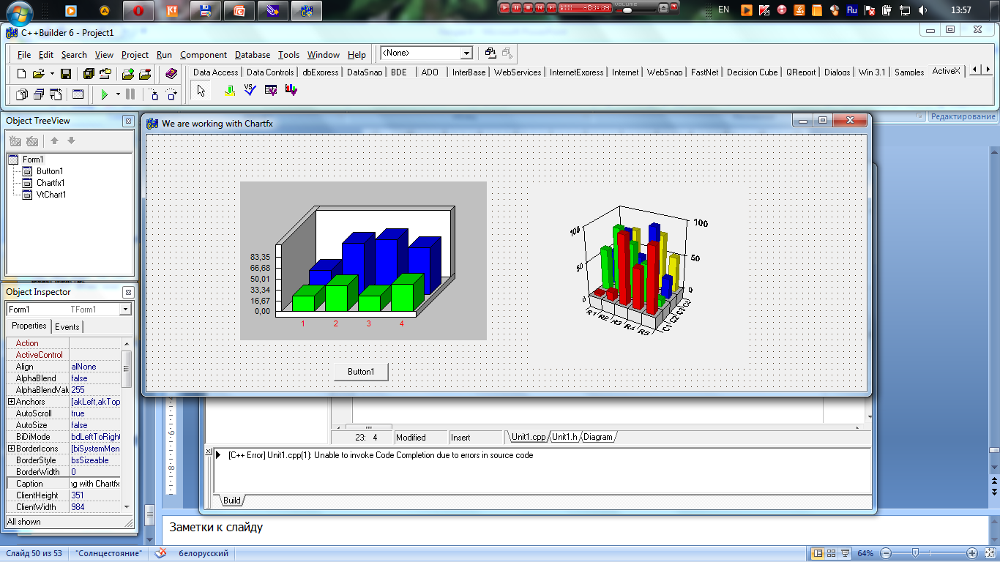 EN
Ru
13:57
VOLUME
C++Builder 6 - Project1
File Edit Search View Project Run Component Database Tools Window Help
<None>
Data Access Data Controls dbExpress DataSnap BDE ADO InterBase WebServices InternetExpress Internet WebSnap FastNet Decision Cube QReport Dialogs Win 3.1 Samples ActiveX
Object TreeView
We are working with Chartfx
Редактирование
Form1
Button1
Chartfx1
VtChart1
83,35
66,68
50,01
33,34
16,67
0,00
1 2 3 4
100
50
0
100
50
0
R1 R2 R3 R4 R5
C1 C2 C3 C4
Button1
Object Inspector
Form1 TForm1
Properties Events
Action
ActiveControl
Align alNone
AlphaBlend false
AlphaBlendValu 255
Anchors [akLeft,akTop
AutoScroll true
AutoSize false
BiDiMode bdLeftToRight
BorderIcons [biSystemMen
BorderStyle bsSizeable
BorderWidth 0
Caption ng with Chartfx
ClientHeight 351
ClientWidth 984
All shown
23: 4 Modified Insert Unit1.cpp Unit1.h Diagram
[C++ Error] Unit1.cpp(1): Unable to invoke Code Completion due to errors in source code
Build
Заметки к слайду
Слайд 50 из 53 "Солнцестояние" белорусский 64%